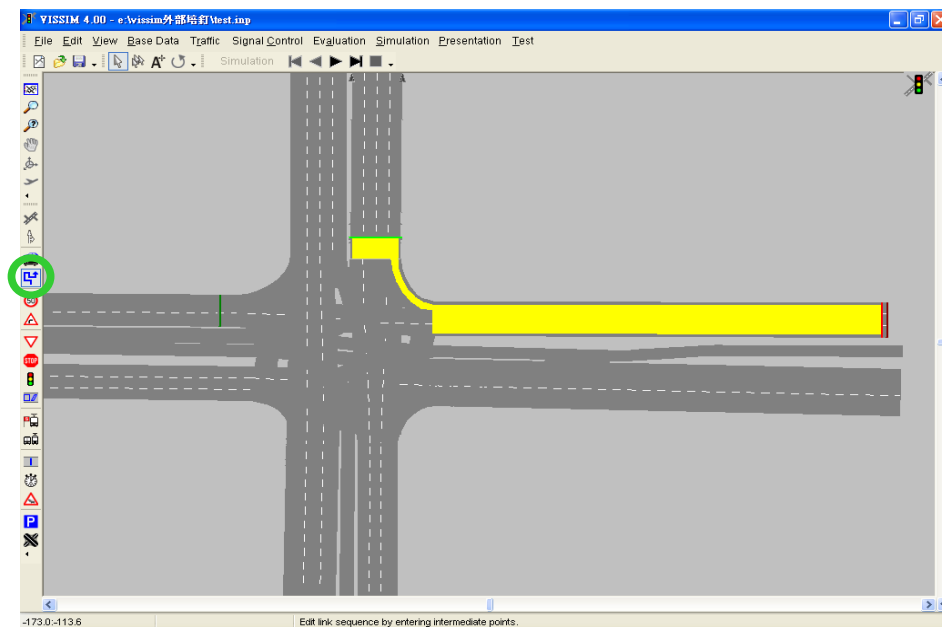 VISSIM 4.00 - e:\vissim外部培訂\test.inp
File Edit View Base Data Traffic Signal Control Evaluation Simulation Presentation Test
Simulation
50
STOP
P
-173.0:-113.6 Edit link sequence by entering intermediate points.